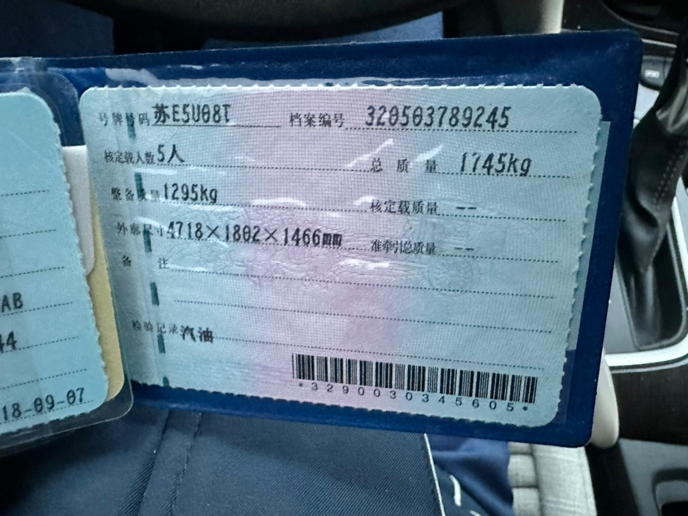 号牌号码 苏E5U08T 档案编号 320503789245
核定载人数 5人 总质量 1745kg
整备质量 1295kg 核定载质量 --
外廓尺寸 4718×1802×1466mm 准牵引总质量 --
备注
检验记录 汽油
*3290030345605*
AB
44
18-09-07